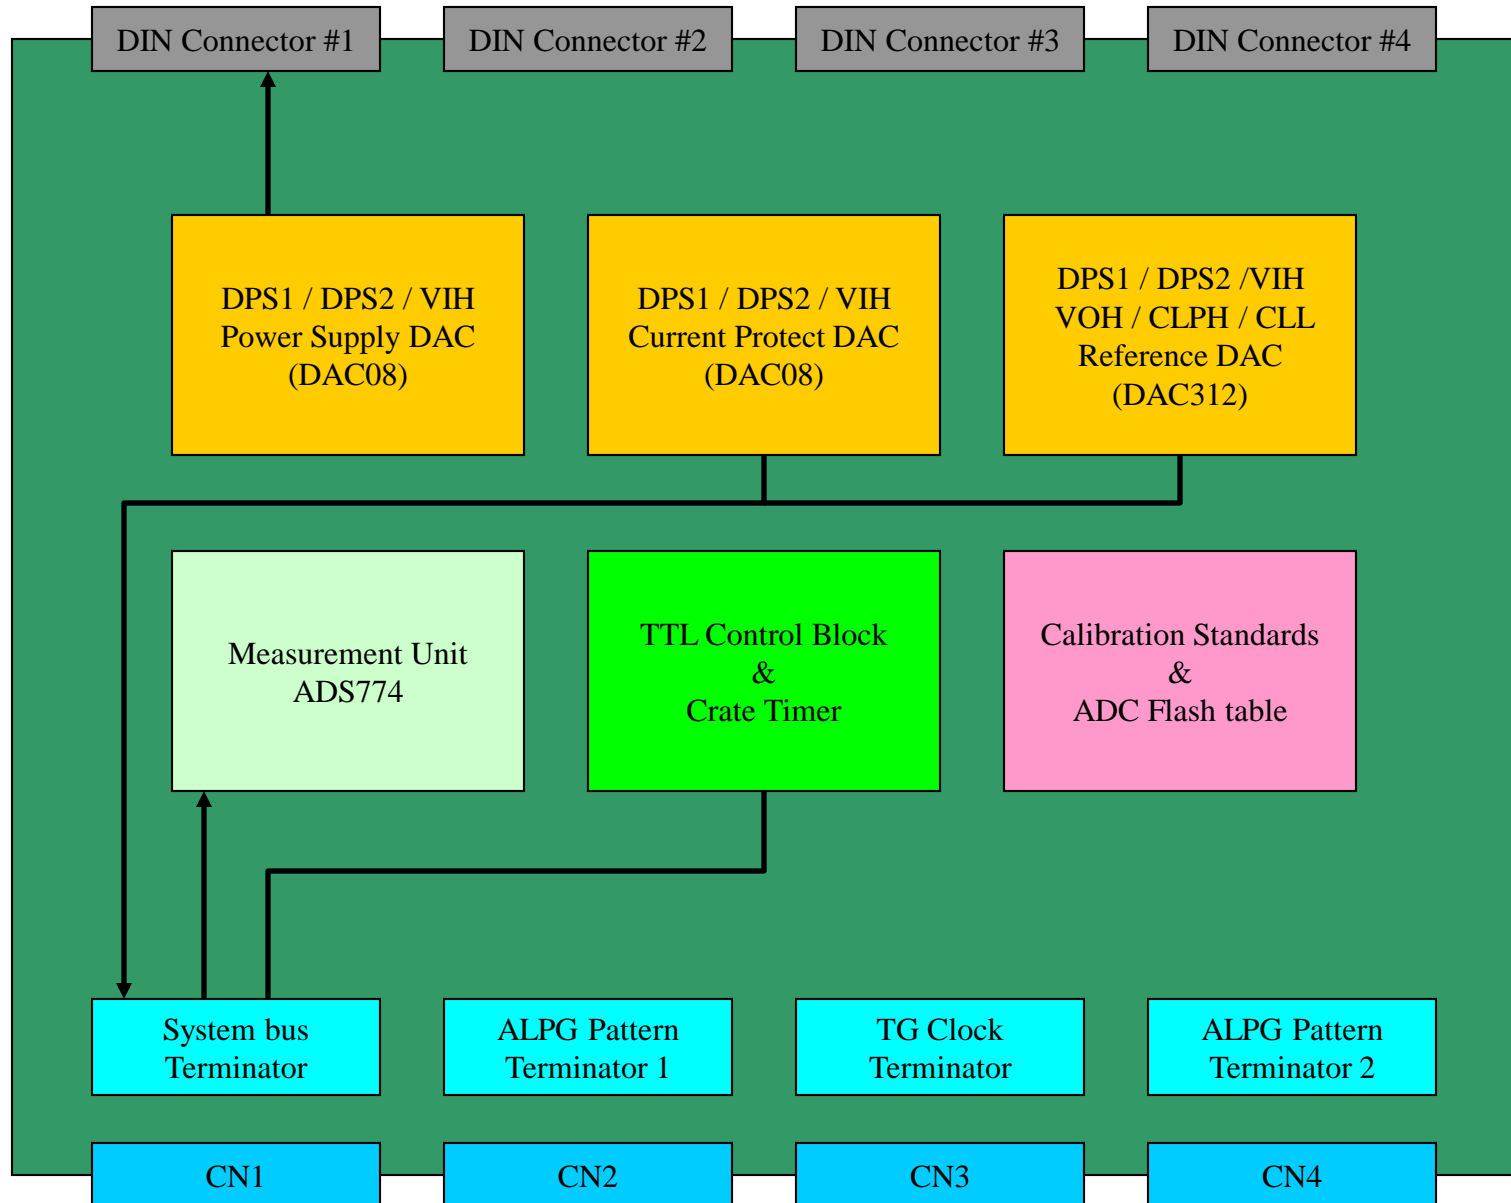 DIN Connector #1
DIN Connector #2
DIN Connector #3
DIN Connector #4
DPS1 / DPS2 / VIH
Power Supply DAC
(DAC08)
DPS1 / DPS2 / VIH
Current Protect DAC
(DAC08)
DPS1 / DPS2 /VIH
VOH / CLPH / CLL
Reference DAC
(DAC312)
Measurement Unit
ADS774
TTL Control Block
&
Crate Timer
Calibration Standards
&
ADC Flash table
System bus
Terminator
ALPG Pattern
Terminator 1
TG Clock
Terminator
ALPG Pattern
Terminator 2
CN1
CN2
CN3
CN4